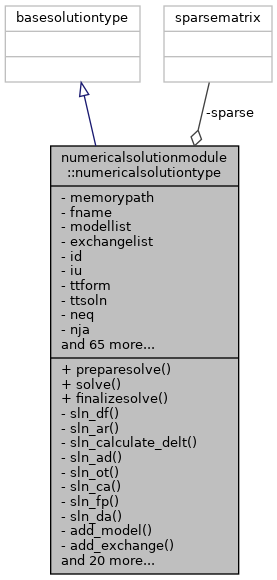 basesolutiontype
sparsematrix
-sparse
numericalsolutionmodule
::numericalsolutiontype
- memorypath
- fname
- modellist
- exchangelist
- id
- iu
- ttform
- ttsoln
- neq
- nja
and 65 more...
+ preparesolve()
+ solve()
+ finalizesolve()
- sln_df()
- sln_ar()
- sln_calculate_delt()
- sln_ad()
- sln_ot()
- sln_ca()
- sln_fp()
- sln_da()
- add_model()
- add_exchange()
and 20 more...